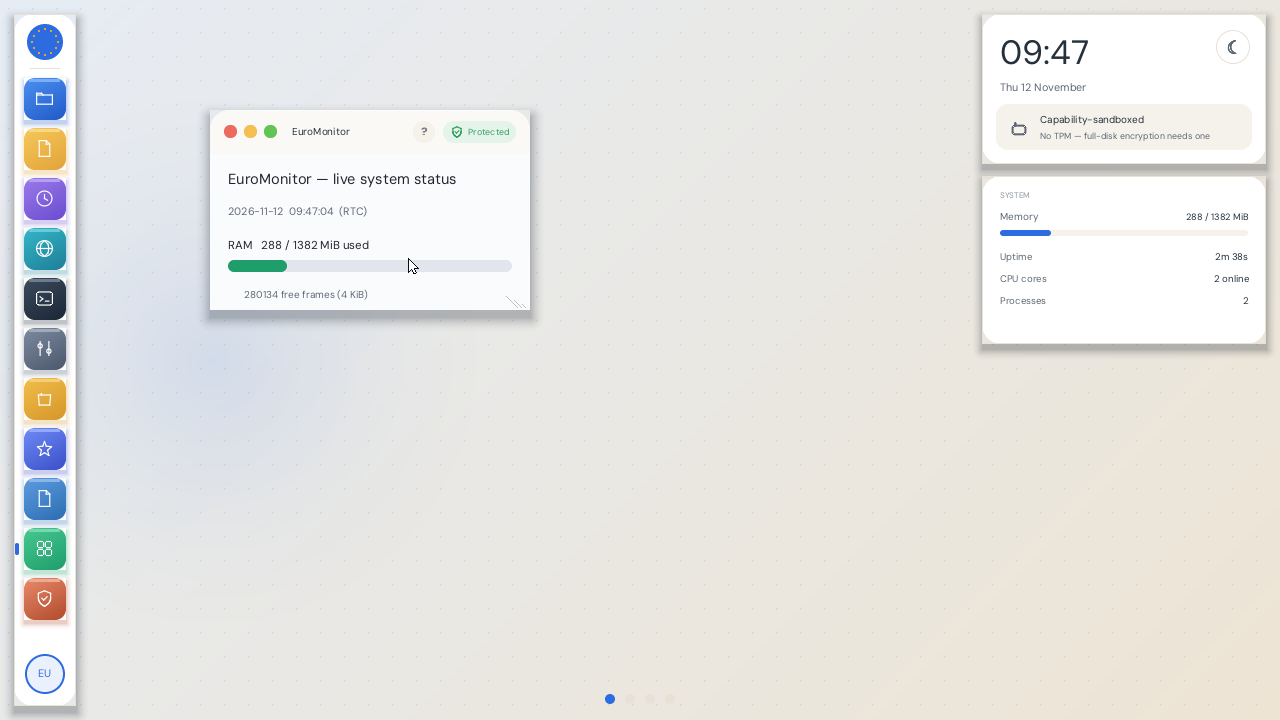 EuroMonitor
?
Protected
EuroMonitor — live system status
2026-11-12 09:47:04 (RTC)
RAM 288 / 1382 MiB used
280134 free frames (4 KiB)
09:47
Thu 12 November
Capability-sandboxed
No TPM — full-disk encryption needs one
SYSTEM
Memory 288 / 1382 MiB
Uptime 2m 38s
CPU cores 2 online
Processes 2
EU